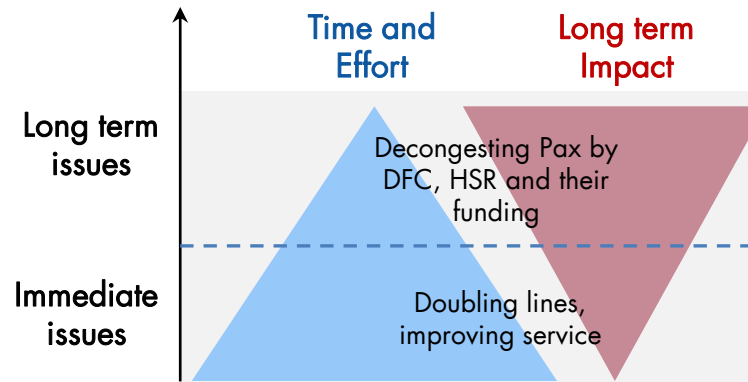 Time and
Effort
Long term
Impact
Long term
issues
Decongesting Pax by
DFC, HSR and their
funding
Immediate
issues
Doubling lines,
improving service